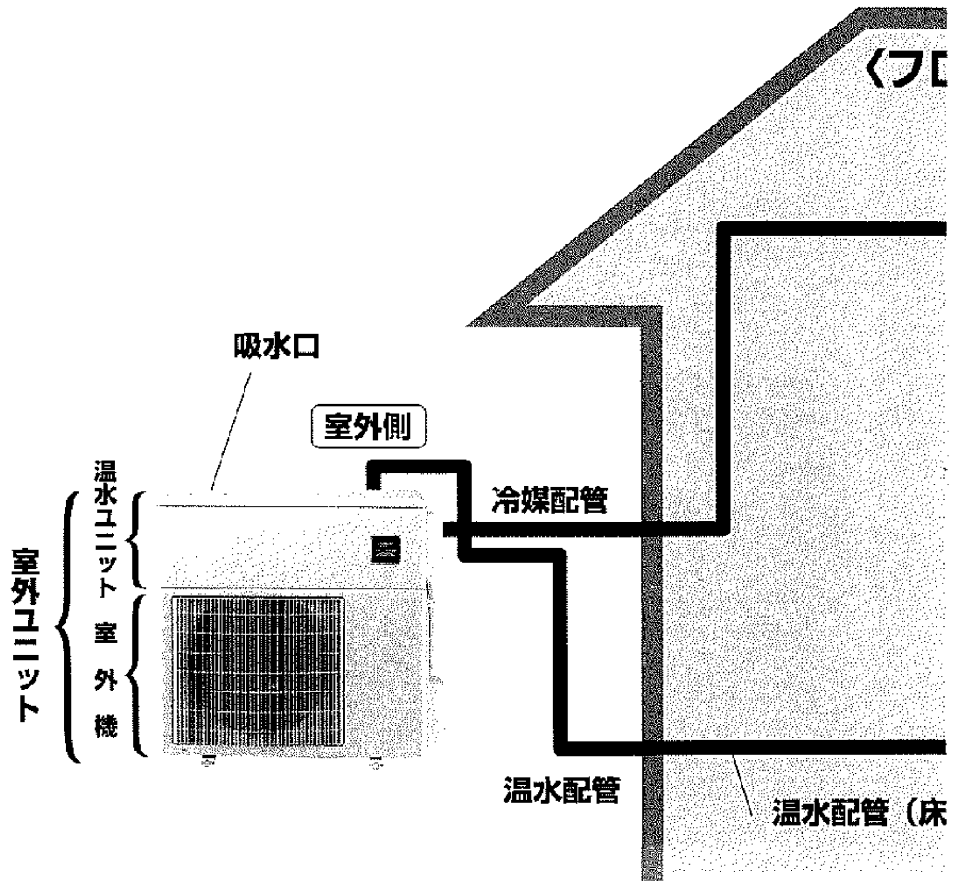 〈フロ
吸水口
室外側
冷媒配管
温水ユニット
室外ユニット
室外機
温水配管
温水配管（床